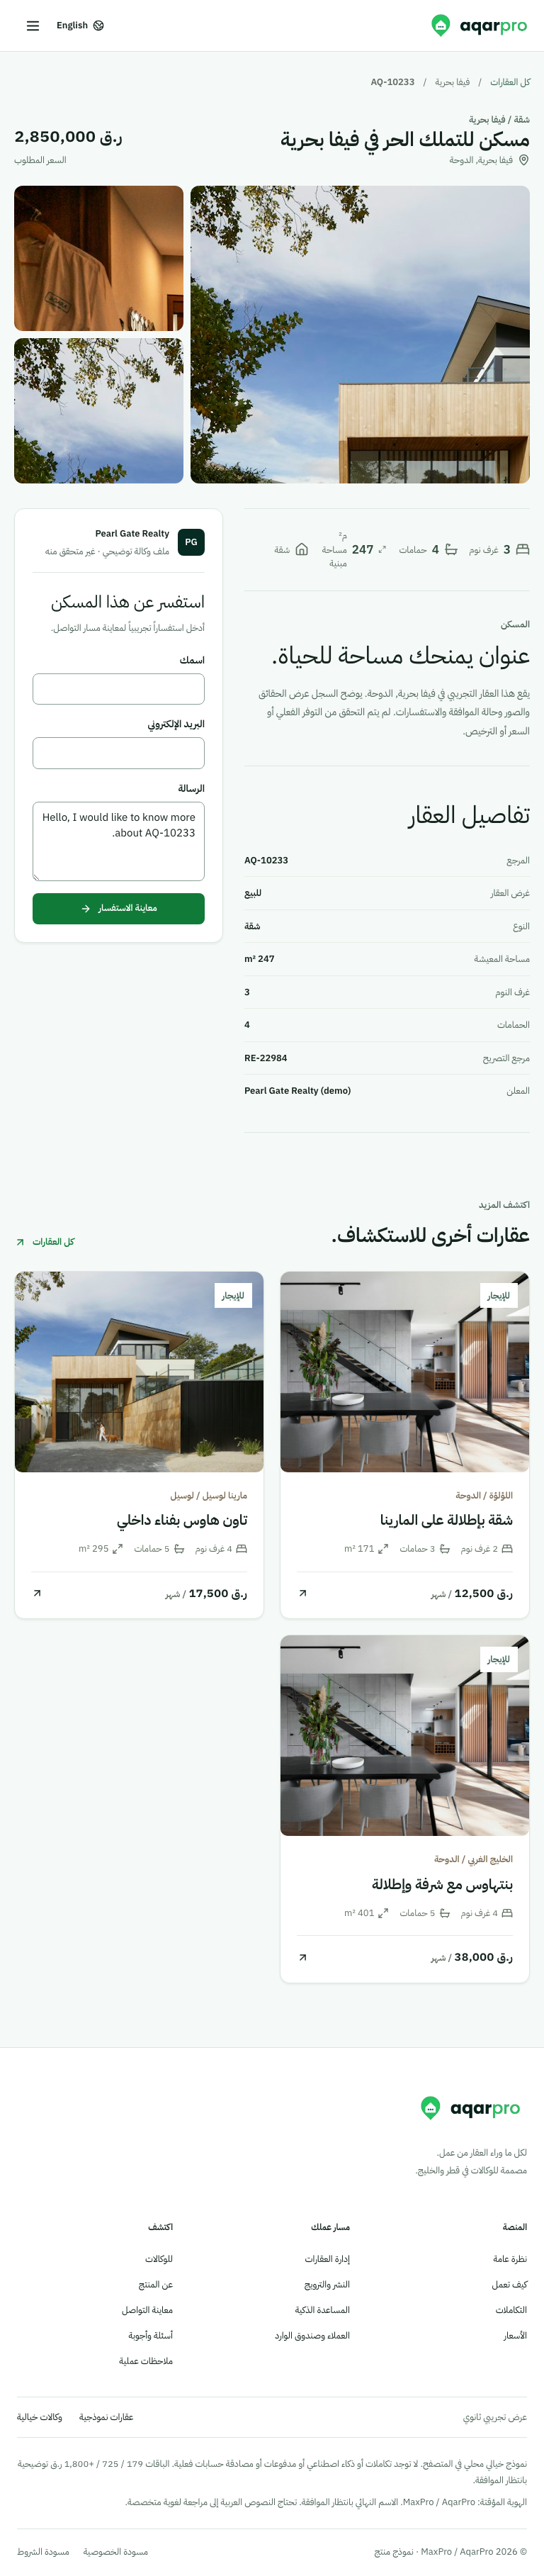 aqarpro
English
كل العقارات / فيفا بحرية / AQ-10233
شقة / فيفا بحرية
مسكن للتملك الحر في فيفا بحرية
فيفا بحرية, الدوحة
ر.ق 2,850,000
السعر المطلوب
3 غرف نوم
4 حمامات
247 م² مساحة مبنية
شقة
المسكن
عنوان يمنحك مساحة للحياة.
يقع هذا العقار التجريبي في فيفا بحرية, الدوحة. يوضح السجل عرض الحقائق
والصور وحالة الموافقة والاستفسارات. لم يتم التحقق من التوفر الفعلي أو
السعر أو الترخيص.
تفاصيل العقار
المرجع AQ-10233
غرض العقار للبيع
النوع شقة
مساحة المعيشة 247 m²
غرف النوم 3
الحمامات 4
مرجع التصريح RE-22984
المعلن Pearl Gate Realty (demo)
PG
Pearl Gate Realty
ملف وكالة توضيحي · غير متحقق منه
استفسر عن هذا المسكن
أدخل استفساراً تجريبياً لمعاينة مسار التواصل.
اسمك
البريد الإلكتروني
الرسالة
Hello, I would like to know more
about AQ-10233.
معاينة الاستفسار
اكتشف المزيد
عقارات أخرى للاستكشاف.
كل العقارات
للإيجار
اللؤلؤة / الدوحة
شقة بإطلالة على المارينا
2 غرف نوم 3 حمامات 171 m²
ر.ق 12,500 / شهر
للإيجار
مارينا لوسيل / لوسيل
تاون هاوس بفناء داخلي
4 غرف نوم 5 حمامات 295 m²
ر.ق 17,500 / شهر
للإيجار
الخليج الغربي / الدوحة
بنتهاوس مع شرفة وإطلالة
4 غرف نوم 5 حمامات 401 m²
ر.ق 38,000 / شهر
aqarpro
لكل ما وراء العقار من عمل.
مصممة للوكالات في قطر والخليج.
المنصة
نظرة عامة
كيف تعمل
التكاملات
الأسعار
مسار عملك
إدارة العقارات
النشر والترويج
المساعدة الذكية
العملاء وصندوق الوارد
اكتشف
للوكالات
عن المنتج
معاينة التواصل
أسئلة وأجوبة
ملاحظات عملية
عرض تجريبي ثانوي
عقارات نموذجية
وكالات خيالية
نموذج خيالي محلي في المتصفح. لا توجد تكاملات أو ذكاء اصطناعي أو مدفوعات أو مصادقة حسابات فعلية. الباقات 179 / 725 / +1,800 ر.ق توضيحية
بانتظار الموافقة.
الهوية المؤقتة: MaxPro / AqarPro. الاسم النهائي بانتظار الموافقة. تحتاج النصوص العربية إلى مراجعة لغوية متخصصة.
© 2026 MaxPro / AqarPro · نموذج منتج
مسودة الخصوصية
مسودة الشروط